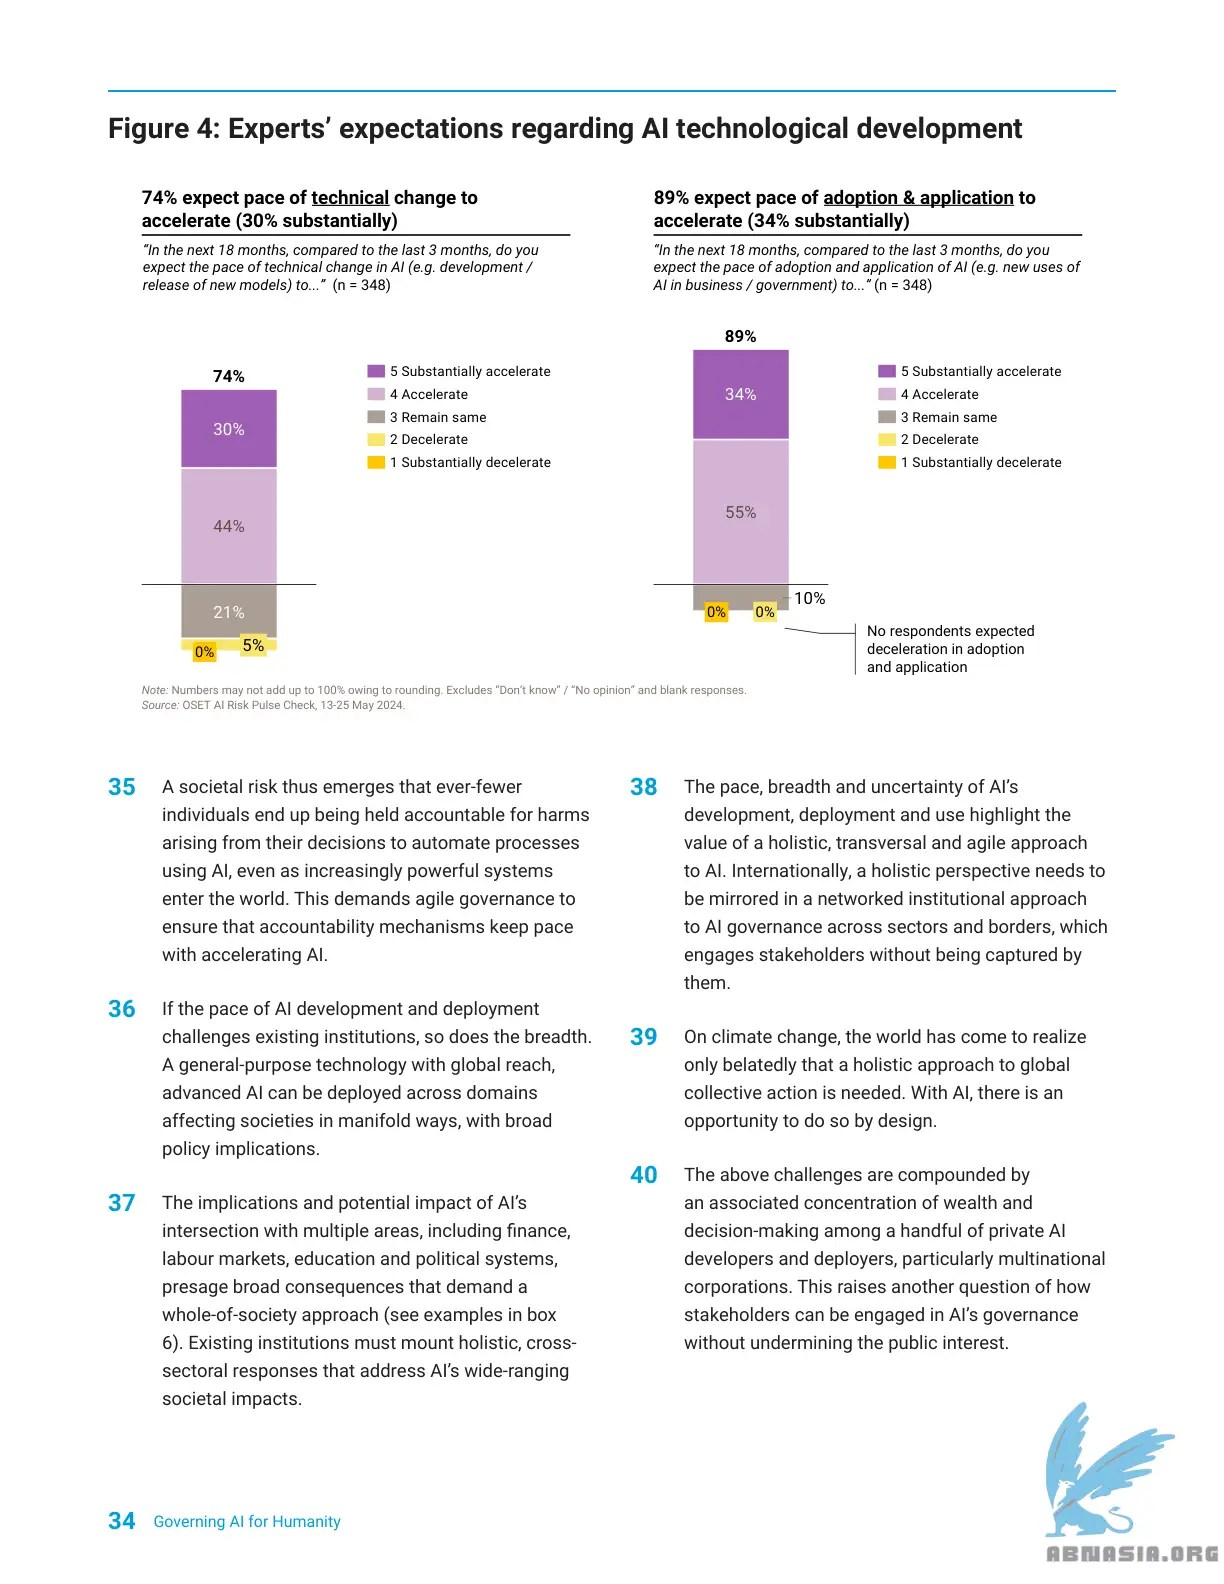 Figure 4: Experts’ expectations regarding AI technological development
74% expect pace of technical change to
accelerate (30% substantially)
“In the next 18 months, compared to the last 3 months, do you
expect the pace of technical change in AI (e.g. development /
release of new models) to...” (n = 348)
74%
30%
44%
21%
0%
5%
5 Substantially accelerate
4 Accelerate
3 Remain same
2 Decelerate
1 Substantially decelerate
89% expect pace of adoption & application to
accelerate (34% substantially)
“In the next 18 months, compared to the last 3 months, do you
expect the pace of adoption and application of AI (e.g. new uses of
AI in business / government) to...” (n = 348)
89%
34%
55%
10%
0%
0%
5 Substantially accelerate
4 Accelerate
3 Remain same
2 Decelerate
1 Substantially decelerate
No respondents expected
deceleration in adoption
and application
Note: Numbers may not add up to 100% owing to rounding. Excludes “Don’t know” / “No opinion” and blank responses.
Source: OSET AI Risk Pulse Check, 13-25 May 2024.
35 A societal risk thus emerges that ever-fewer
individuals end up being held accountable for harms
arising from their decisions to automate processes
using AI, even as increasingly powerful systems
enter the world. This demands agile governance to
ensure that accountability mechanisms keep pace
with accelerating AI.
36 If the pace of AI development and deployment
challenges existing institutions, so does the breadth.
A general-purpose technology with global reach,
advanced AI can be deployed across domains
affecting societies in manifold ways, with broad
policy implications.
37 The implications and potential impact of AI’s
intersection with multiple areas, including finance,
labour markets, education and political systems,
presage broad consequences that demand a
whole-of-society approach (see examples in box
6). Existing institutions must mount holistic, cross-
sectoral responses that address AI’s wide-ranging
societal impacts.
38 The pace, breadth and uncertainty of AI’s
development, deployment and use highlight the
value of a holistic, transversal and agile approach
to AI. Internationally, a holistic perspective needs to
be mirrored in a networked institutional approach
to AI governance across sectors and borders, which
engages stakeholders without being captured by
them.
39 On climate change, the world has come to realize
only belatedly that a holistic approach to global
collective action is needed. With AI, there is an
opportunity to do so by design.
40 The above challenges are compounded by
an associated concentration of wealth and
decision-making among a handful of private AI
developers and deployers, particularly multinational
corporations. This raises another question of how
stakeholders can be engaged in AI’s governance
without undermining the public interest.
34 Governing AI for Humanity
ABNASIA.ORG